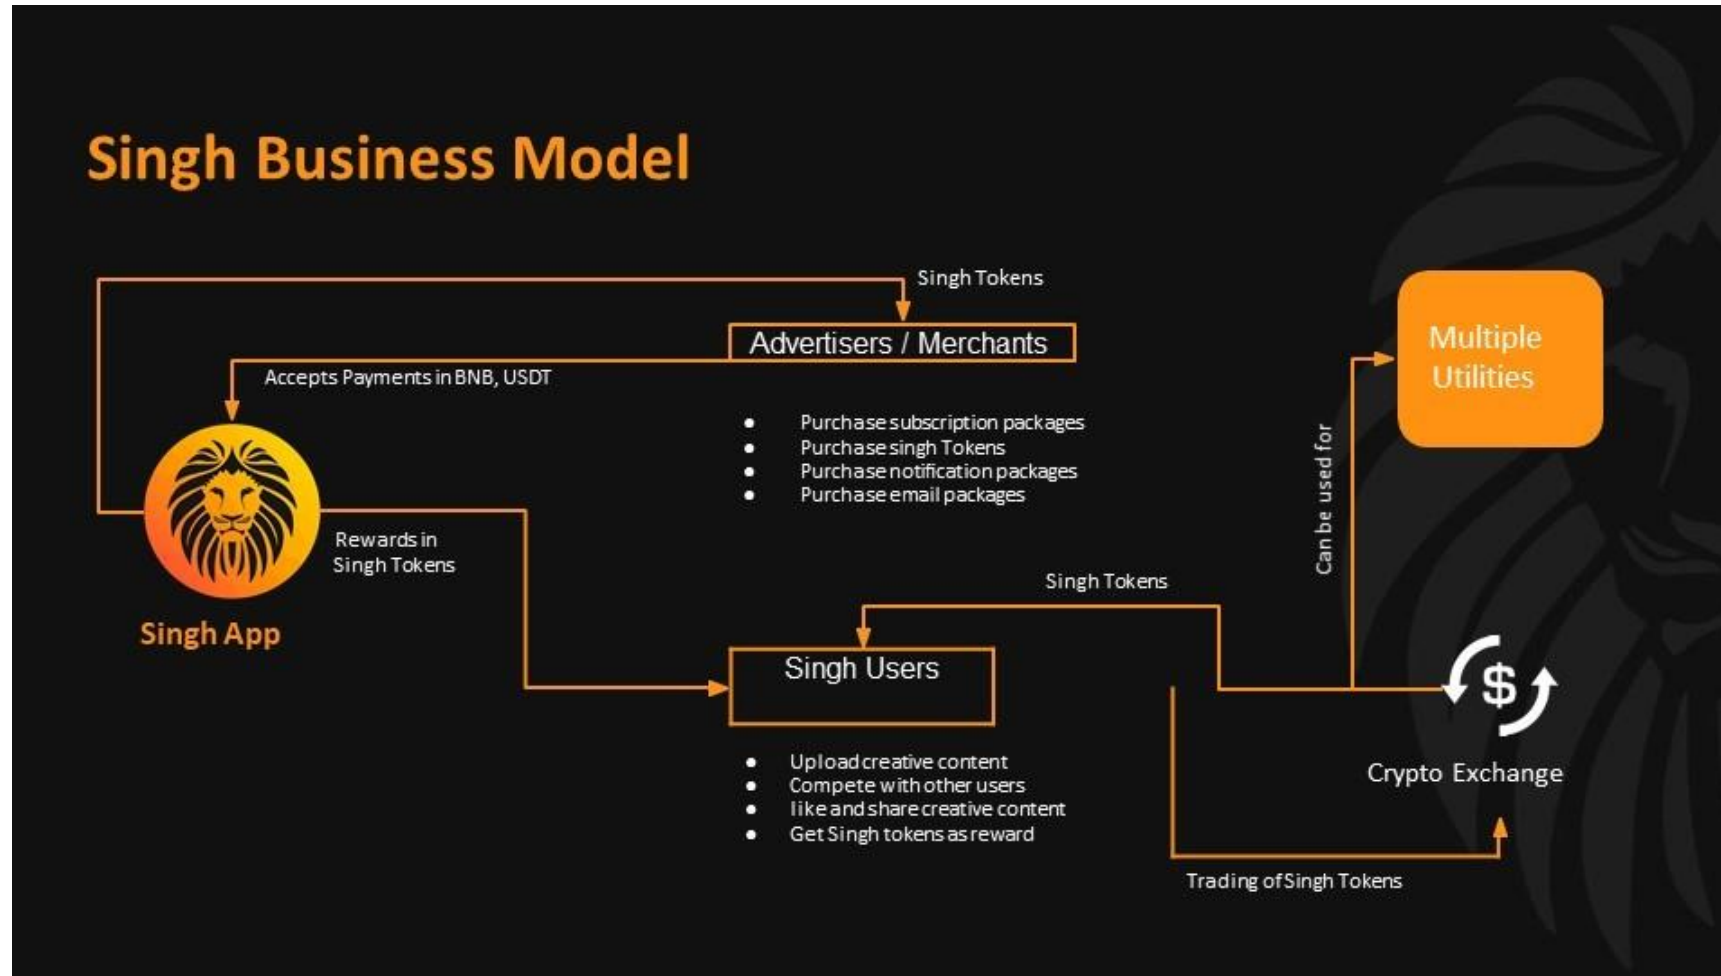 Singh Business Model
Singh Tokens
Advertisers / Merchants
Accepts Payments in BNB, USDT
● Purchase subscription packages
● Purchase singh Tokens
● Purchase notification packages
● Purchase email packages
Multiple
Utilities
Can be used for
Rewards in
Singh Tokens
Singh App
Singh Tokens
Singh Users
● Upload creative content
● Compete with other users
● like and share creative content
● Get Singh tokens as reward
$
Crypto Exchange
Trading of Singh Tokens